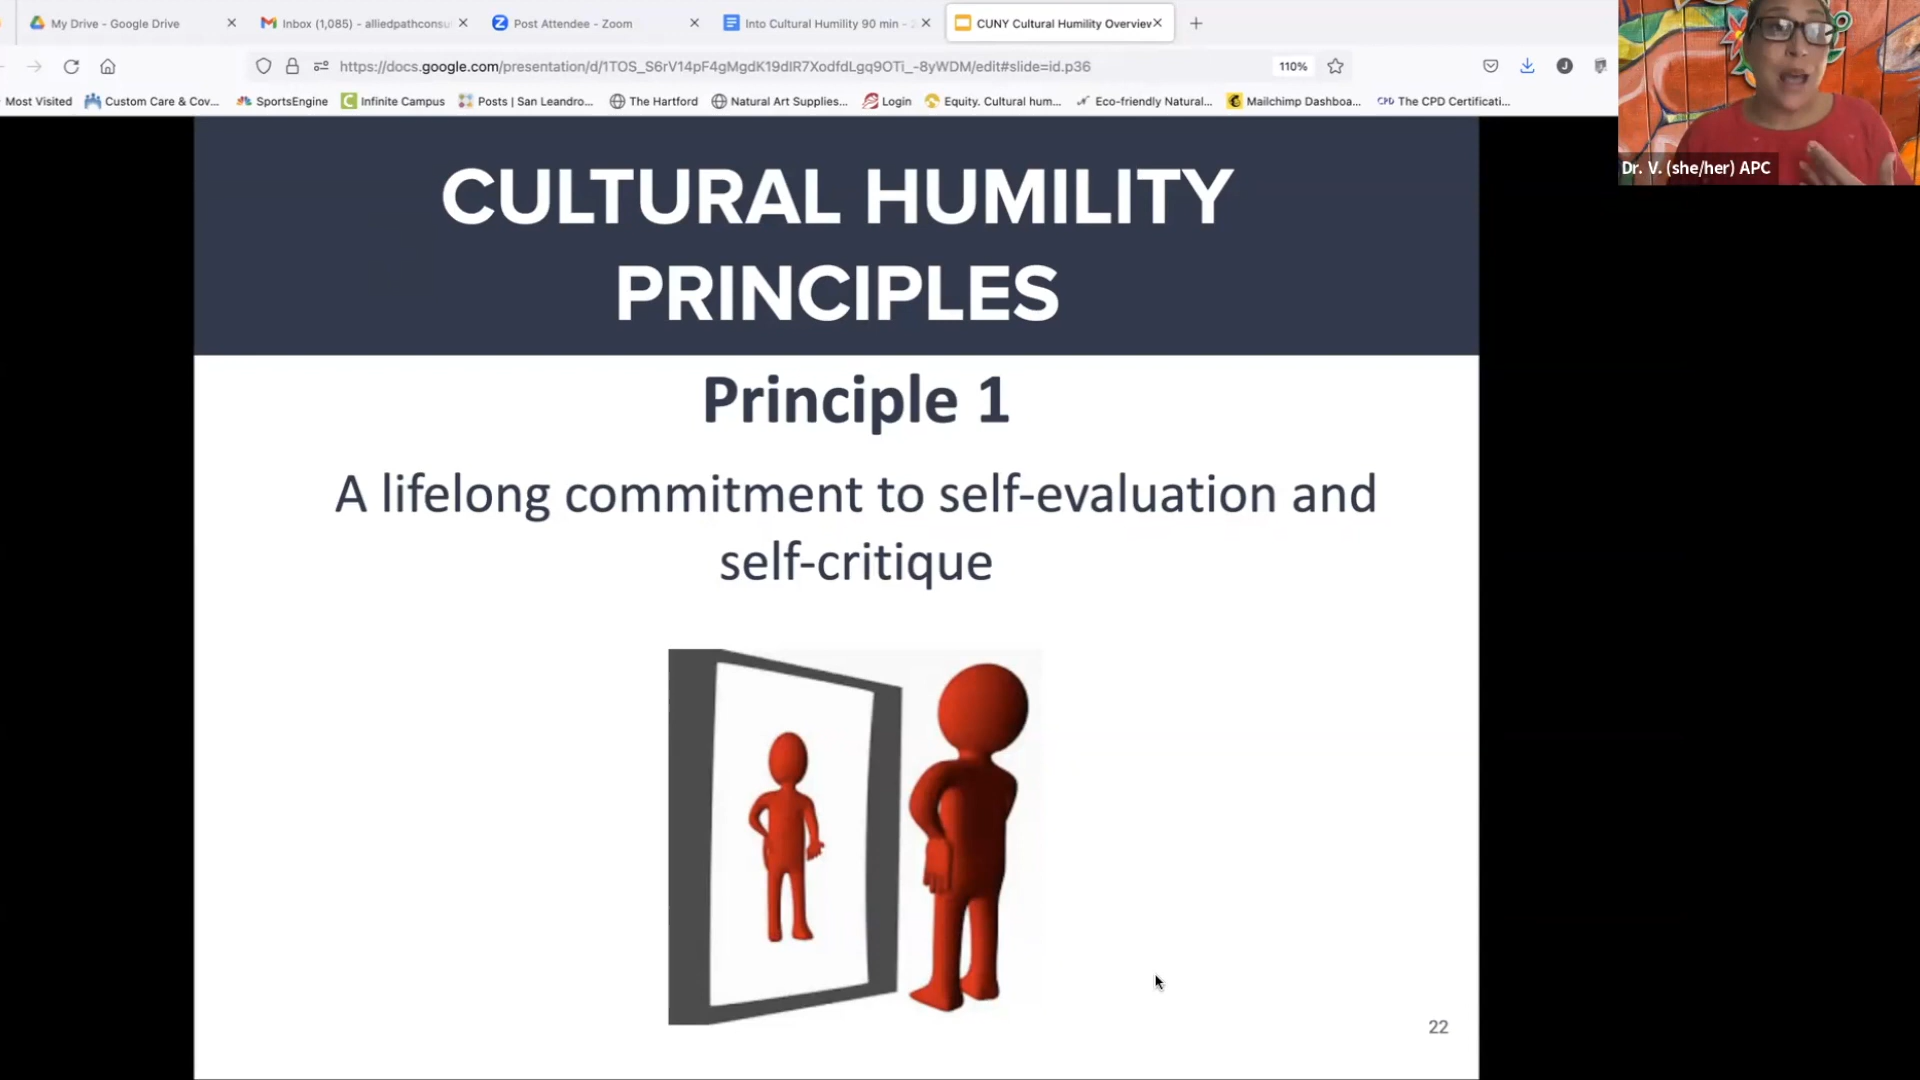 My Drive - Google Drive
Inbox (1,085) - alliedpathconsu
Post Attendee - Zoom
Into Cultural Humility 90 min -
CUNY Cultural Humility Overview
https://docs.google.com/presentation/d/1TOS_S6rV14pF4gMgdK19dIR7XodfdLgq9OTi_-8yWDM/edit#slide=id.p36
110%
J
Most Visited
Custom Care & Cov...
SportsEngine
Infinite Campus
Posts | San Leandro...
The Hartford
Natural Art Supplies...
Login
Equity. Cultural hum...
Eco-friendly Natural...
Mailchimp Dashboa...
CPD The CPD Certificati...
Dr. V. (she/her) APC
CULTURAL HUMILITY
PRINCIPLES
Principle 1
A lifelong commitment to self-evaluation and
self-critique
22